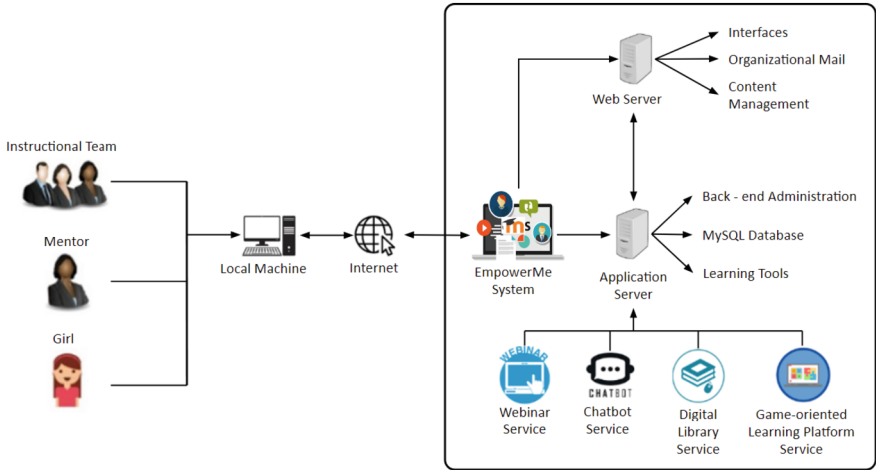 Instructional Team
Mentor
Girl
Local Machine
Internet
EmpowerMe
System
Web Server
Interfaces
Organizational Mail
Content
Management
Application
Server
Back - end Administration
MySQL Database
Learning Tools
WEBINAR
Webinar
Service
CHATBOT
Chatbot
Service
Digital
Library
Service
Game-oriented
Learning Platform
Service